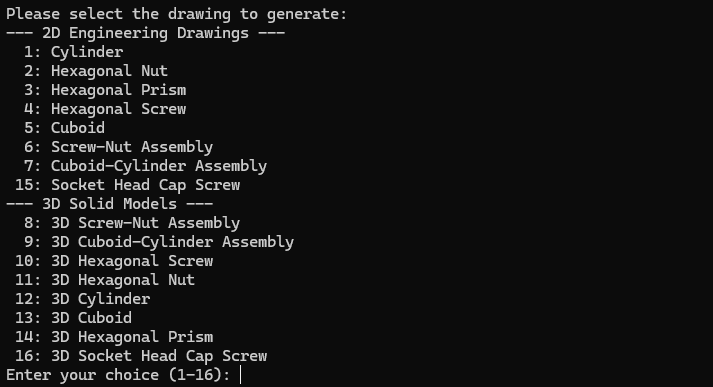 Please select the drawing to generate:
--- 2D Engineering Drawings ---
  1: Cylinder
  2: Hexagonal Nut
  3: Hexagonal Prism
  4: Hexagonal Screw
  5: Cuboid
  6: Screw-Nut Assembly
  7: Cuboid-Cylinder Assembly
 15: Socket Head Cap Screw
--- 3D Solid Models ---
  8: 3D Screw-Nut Assembly
  9: 3D Cuboid-Cylinder Assembly
 10: 3D Hexagonal Screw
 11: 3D Hexagonal Nut
 12: 3D Cylinder
 13: 3D Cuboid
 14: 3D Hexagonal Prism
 16: 3D Socket Head Cap Screw
Enter your choice (1-16):